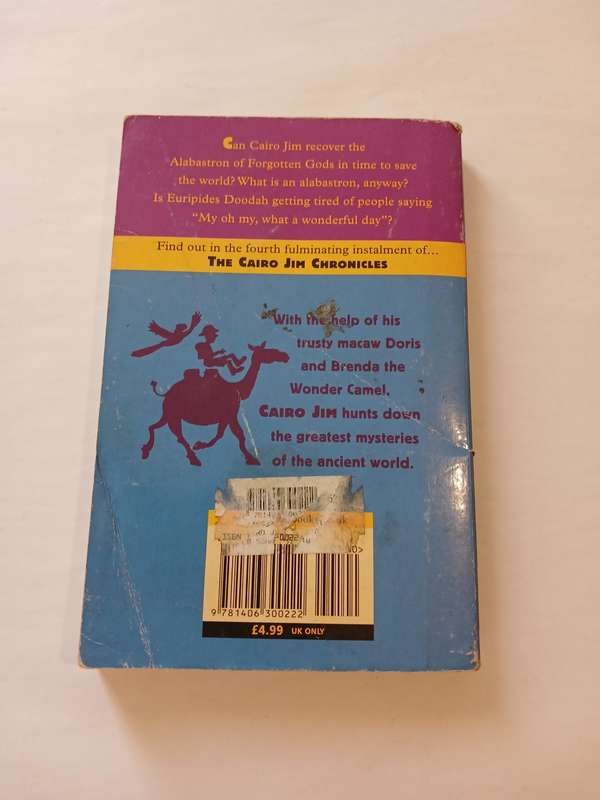 Can Cairo Jim recover the
Alabastron of Forgotten Gods in time to save
the world? What is an alabastron, anyway?
Is Euripides Doodah getting tired of people saying
“My oh my, what a wonderful day”?
Find out in the fourth fulminating instalment of...
THE CAIRO JIM CHRONICLES
With the help of his
trusty macaw Doris
and Brenda the
Wonder Camel,
CAIRO JIM hunts down
the greatest mysteries
of the ancient world.
ISBN
9 781406 300222
£4.99 UK ONLY